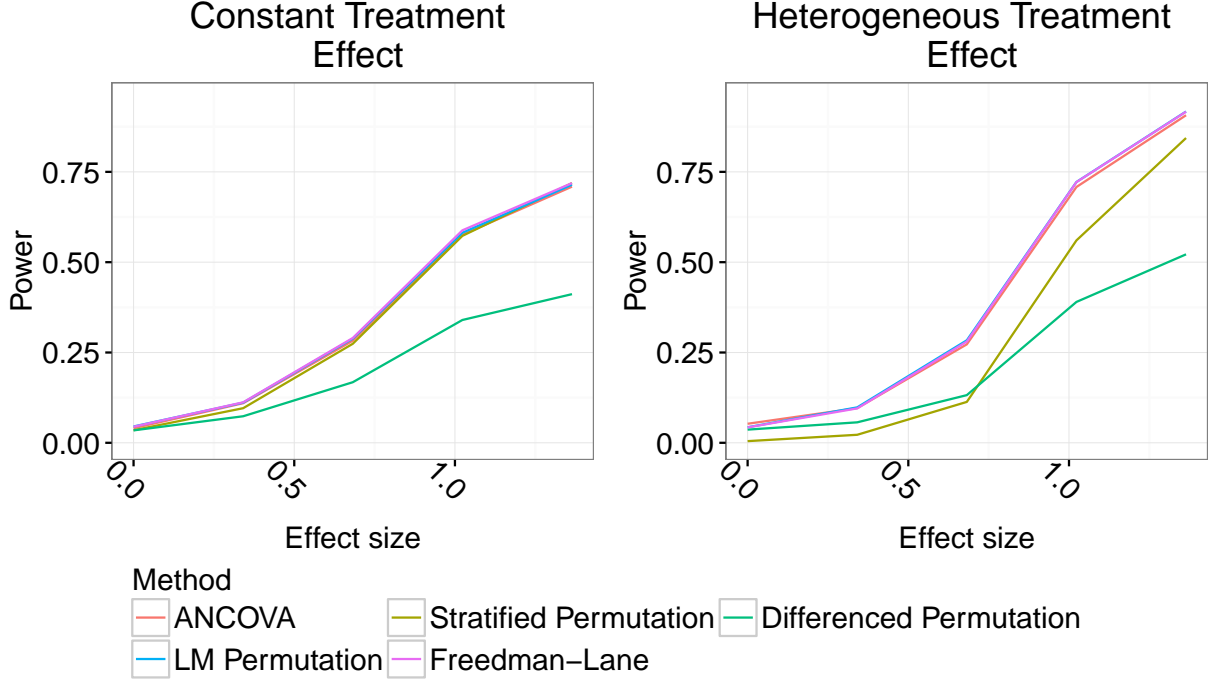 Constant Treatment
Effect
Power
0.75
0.50
0.25
0.00
0.0
0.5
1.0
Effect size
Heterogeneous Treatment
Effect
Power
0.75
0.50
0.25
0.00
0.0
0.5
1.0
Effect size
Method
ANCOVA
Stratified Permutation
Differenced Permutation
LM Permutation
Freedman−Lane